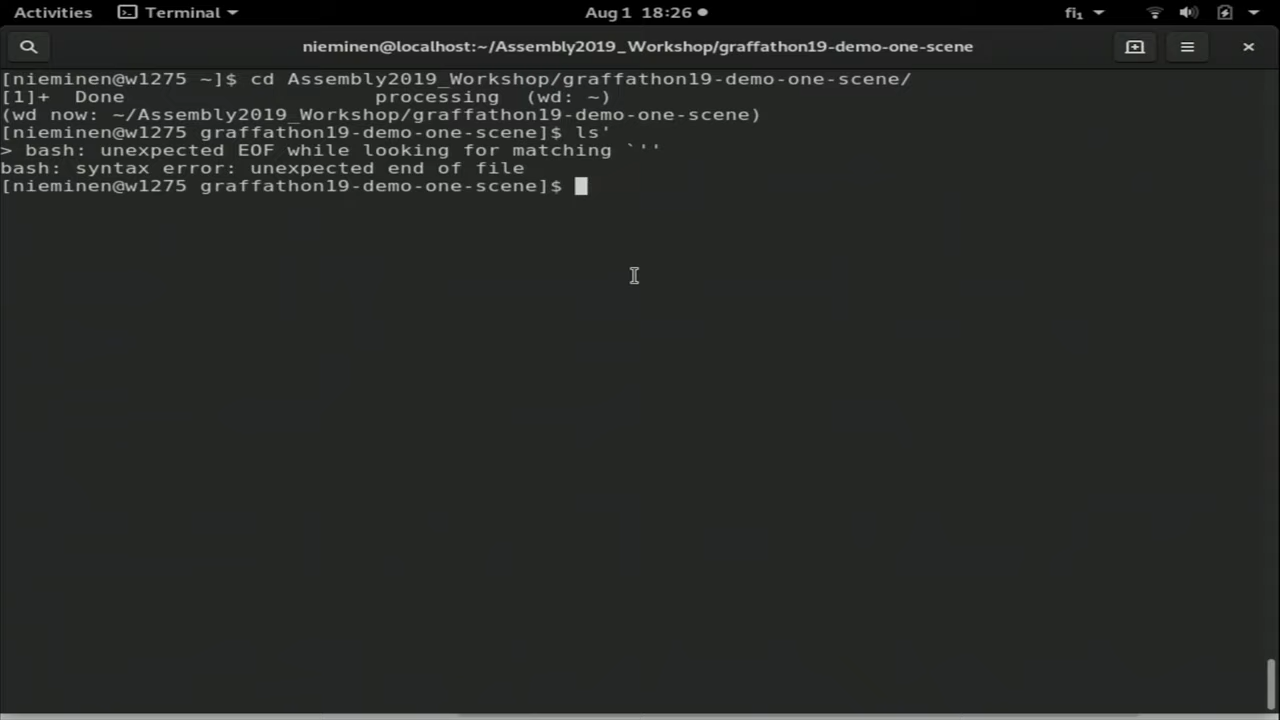 Activities Terminal Aug 1 18:26 fi₁
nieminen@localhost:~/Assembly2019_Workshop/graffathon19-demo-one-scene
[nieminen@w1275 ~]$ cd Assembly2019_Workshop/graffathon19-demo-one-scene/
[1]+  Done                    processing  (wd: ~)
(wd now: ~/Assembly2019_Workshop/graffathon19-demo-one-scene)
[nieminen@w1275 graffathon19-demo-one-scene]$ ls'
> bash: unexpected EOF while looking for matching `''
bash: syntax error: unexpected end of file
[nieminen@w1275 graffathon19-demo-one-scene]$